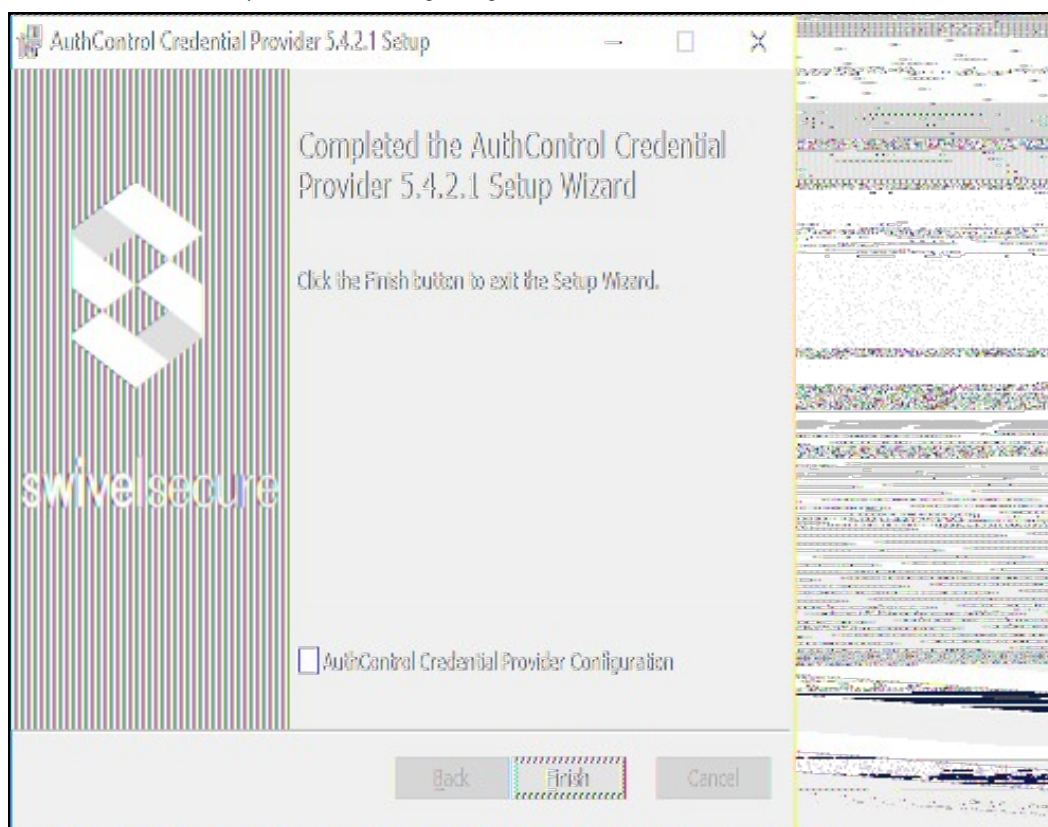 AuthControl Credential Provider 5.4.2.1 Setup
Completed the AuthControl Credential
Provider 5.4.2.1 Setup Wizard
Click the Finish button to exit the Setup Wizard.
swivelsecure
AuthControl Credential Provider Configuration
Back Finish Cancel